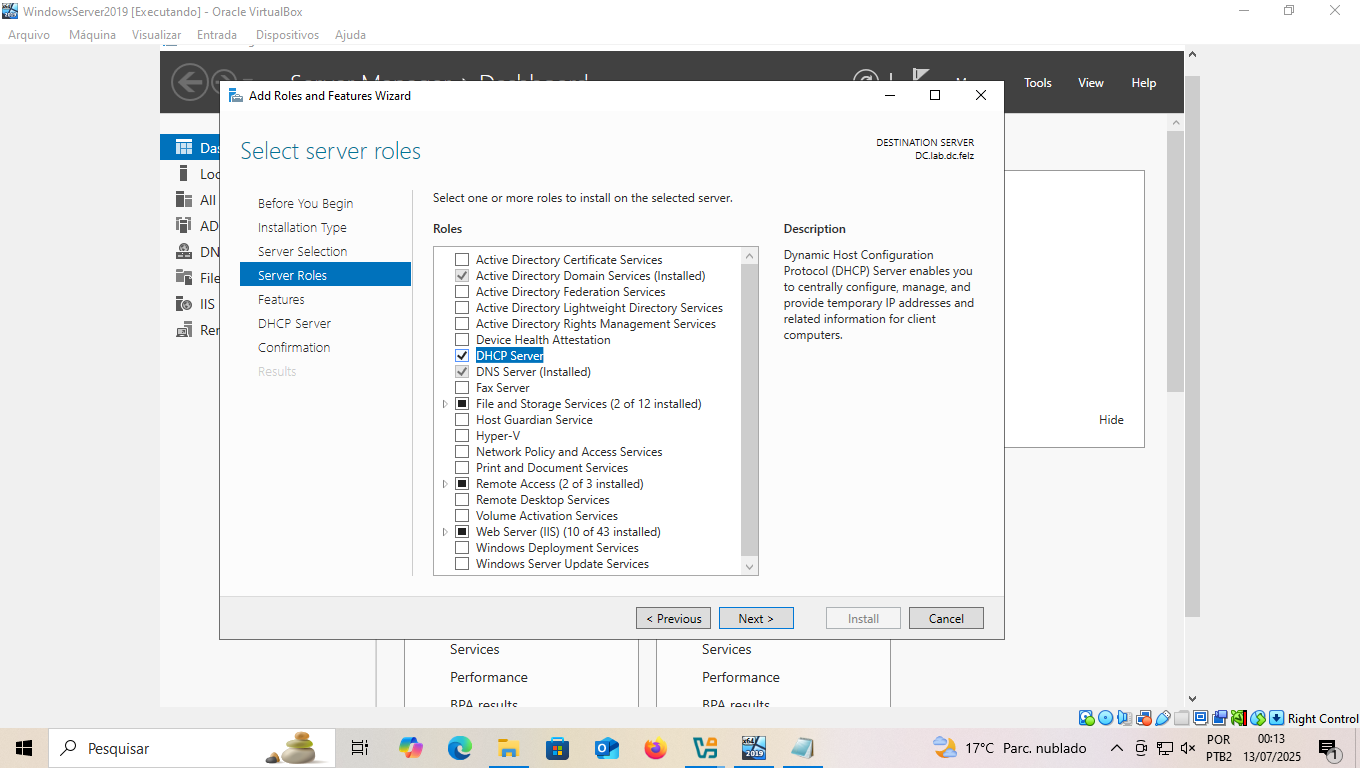 WindowsServer2019 [Executando] - Oracle VirtualBox
Arquivo Máquina Visualizar Entrada Dispositivos Ajuda
Server Manager Dashboard
Tools View Help
Add Roles and Features Wizard
Select server roles
DESTINATION SERVER
DC.lab.dc.felz
Das
Loc
All
AD
DN
File
IIS
Rer
Before You Begin
Installation Type
Server Selection
Server Roles
Features
DHCP Server
Confirmation
Results
Select one or more roles to install on the selected server.
Roles
Active Directory Certificate Services
Active Directory Domain Services (Installed)
Active Directory Federation Services
Active Directory Lightweight Directory Services
Active Directory Rights Management Services
Device Health Attestation
DHCP Server
DNS Server (Installed)
Fax Server
File and Storage Services (2 of 12 installed)
Host Guardian Service
Hyper-V
Network Policy and Access Services
Print and Document Services
Remote Access (2 of 3 installed)
Remote Desktop Services
Volume Activation Services
Web Server (IIS) (10 of 43 installed)
Windows Deployment Services
Windows Server Update Services
Description
Dynamic Host Configuration
Protocol (DHCP) Server enables you
to centrally configure, manage, and
provide temporary IP addresses and
related information for client
computers.
Hide
< Previous Next > Install Cancel
Services
Performance
BPA results
Services
Performance
BPA results
Right Control
Pesquisar
x64
2019
17°C Parc. nublado
POR
PTB2
00:13
13/07/2025
1